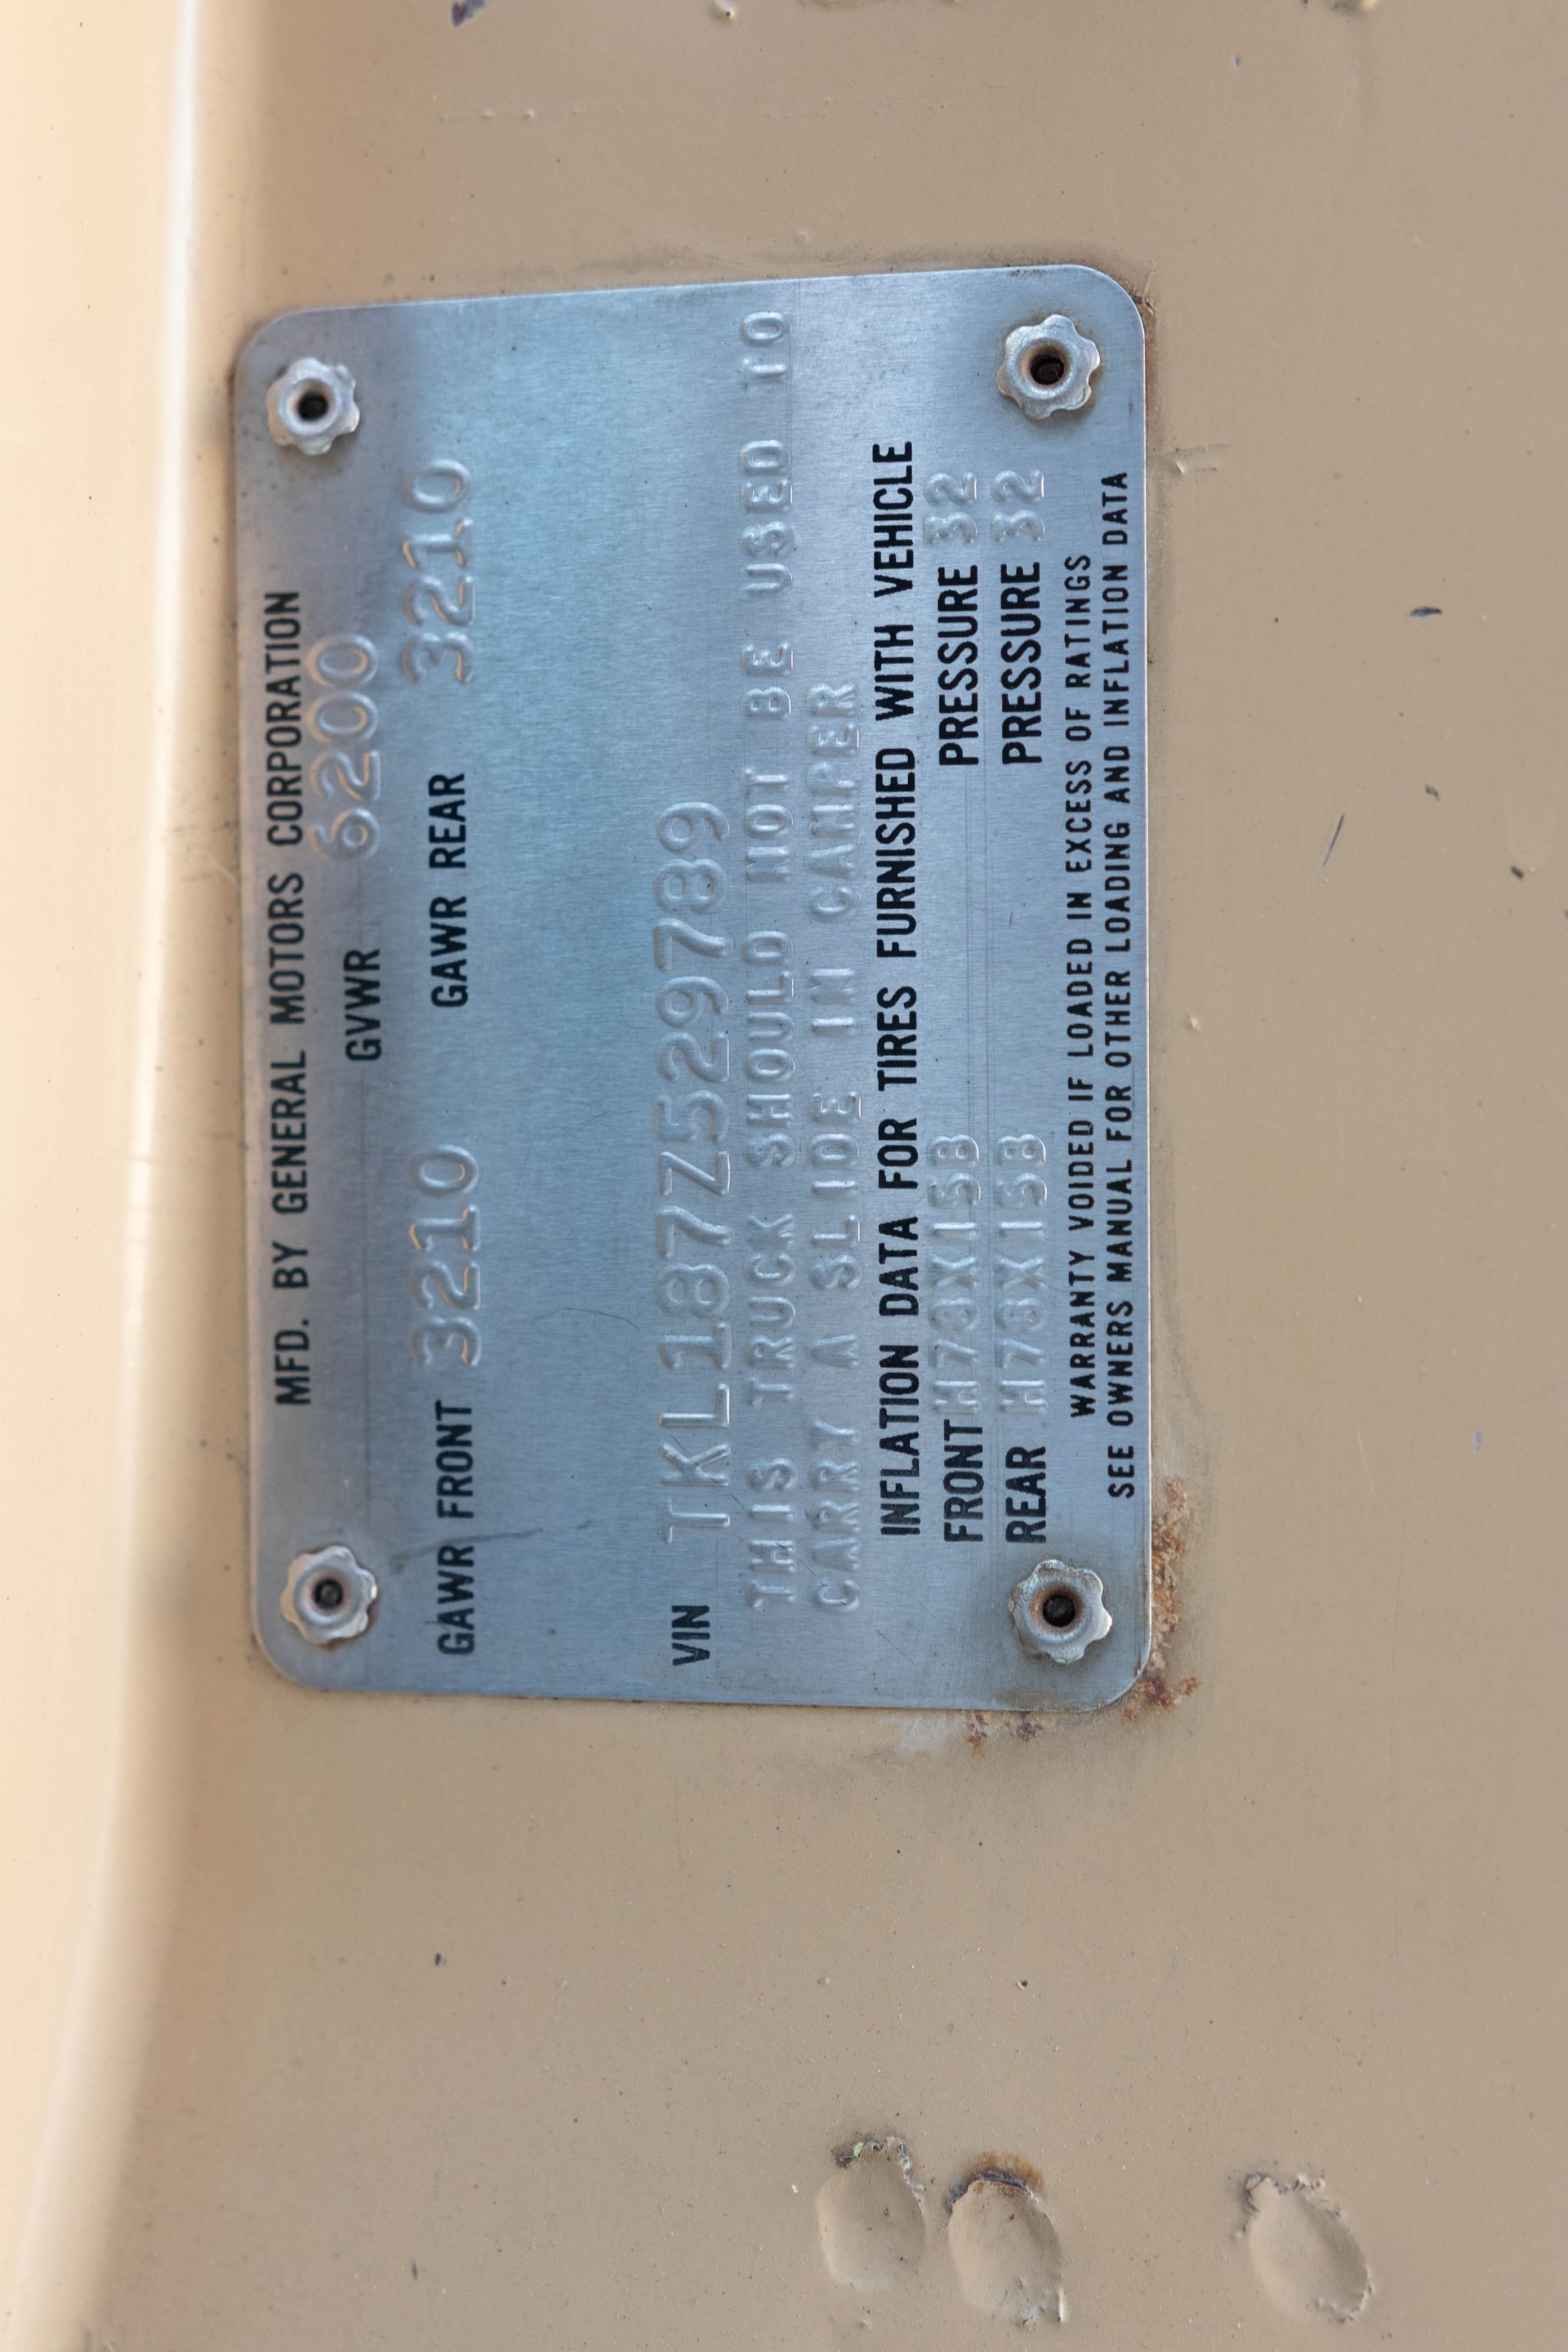 MFD. BY GENERAL MOTORS CORPORATION
GVWR 6200
GAWR FRONT 3210 GAWR REAR 3210
VIN TKL187Z529789
THIS TRUCK SHOULD NOT BE USED TO
CARRY A SLIDE IN CAMPER
INFLATION DATA FOR TIRES FURNISHED WITH VEHICLE
FRONT H78X15B PRESSURE 32
REAR H78X15B PRESSURE 32
WARRANTY VOIDED IF LOADED IN EXCESS OF RATINGS
SEE OWNERS MANUAL FOR OTHER LOADING AND INFLATION DATA